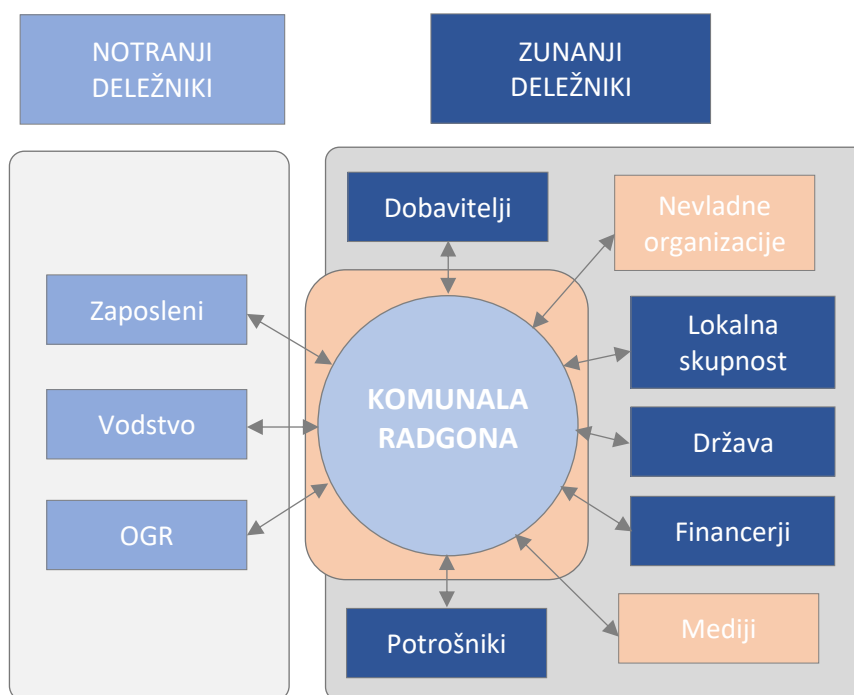 NOTRANJI
DELEŽNIKI
ZUNANJI
DELEŽNIKI
Dobavitelji
Nevladne
organizacije
Zaposleni
Lokalna
skupnost
KOMUNALA
RADGONA
Vodstvo
Država
OGR
Financerji
Potrošniki
Mediji